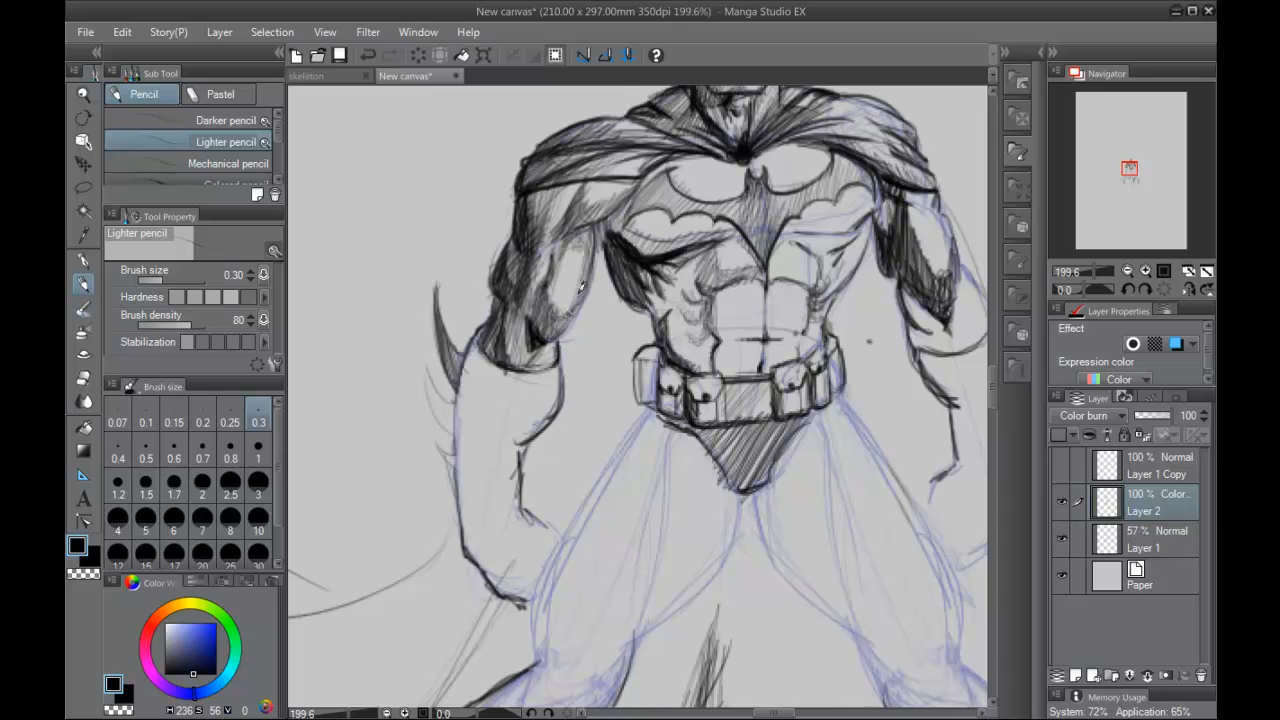 New canvas* (210.00 x 297.00mm 350dpi 199.6%) - Manga Studio EX
File Edit Story(P) Layer Selection View Filter Window Help
Sub Tool
skeleton
New canvas*
Navigator
Pencil
Pastel
Darker pencil
Lighter pencil
Mechanical pencil
Tool Property
Lighter pencil
Brush size 0.30
Hardness
Brush density 80
Stabilization
Brush size
0.07 0.1 0.15 0.2 0.25 0.3
0.4 0.5 0.6 0.7 0.8 1
1.2 1.5 1.7 2 2.5 3
4 5 6 7 8 10
12 15 17 20 25 30
H 236 S 56 V 0
199.6 0.0
199.6
0.0
Layer Properties
Effect
Expression color
Color
Layer
Color burn 100
100 % Normal
Layer 1 Copy
100 % Color..
Layer 2
57 % Normal
Layer 1
Paper
Memory Usage
System: 72% Application: 65%